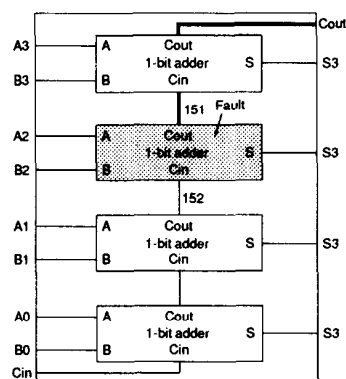 Cout
A3 A Cout
1-bit adder S S3
B3 B Cin
151 Fault
A2 A Cout
1-bit adder S S3
B2 B Cin
152
A1 A Cout
1-bit adder S S3
B1 B Cin
A0 A Cout
1-bit adder S S3
B0 B Cin
Cin